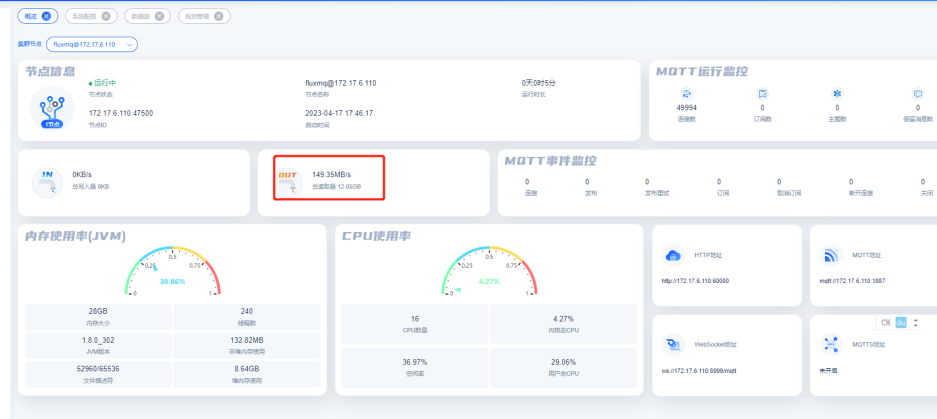 概览
系统配置
数据源
规则管理
集群节点 fluxmq@172.17.6.110
节点信息
运行中
节点状态
fluxmq@172.17.6.110
节点名称
0天0时5分
运行时长
1节点
172.17.6.110:47500
节点ID
2023-04-17 17:46:17
启动时间
MQTT运行监控
49994
连接数
0
订阅数
0
主题数
0
保留消息数
IN
0KB/s
总写入量 0KB
OUT
149.35MB/s
总读取量 12.05GB
MQTT事件监控
0
连接
0
发布
0
发布重试
0
订阅
0
取消订阅
0
断开连接
0
关闭
内存使用率(JVM)
0
0.25
0.5
0.75
1
30.86%
28GB
内存大小
240
线程数
1.8.0_302
JVM版本
132.82MB
非堆内存使用
52960/65536
文件描述符
8.64GB
堆内存使用
CPU使用率
0
0.25
0.5
0.75
1
4.27%
16
CPU数量
4.27%
内核态CPU
36.97%
空闲率
29.06%
用户态CPU
HTTP地址
http://172.17.6.110:60000
MQTT地址
mqtt://172.17.6.110:1887
WebSocket地址
ws://172.17.6.110:8999/mqtt
CH du
MQTTS地址
未开启